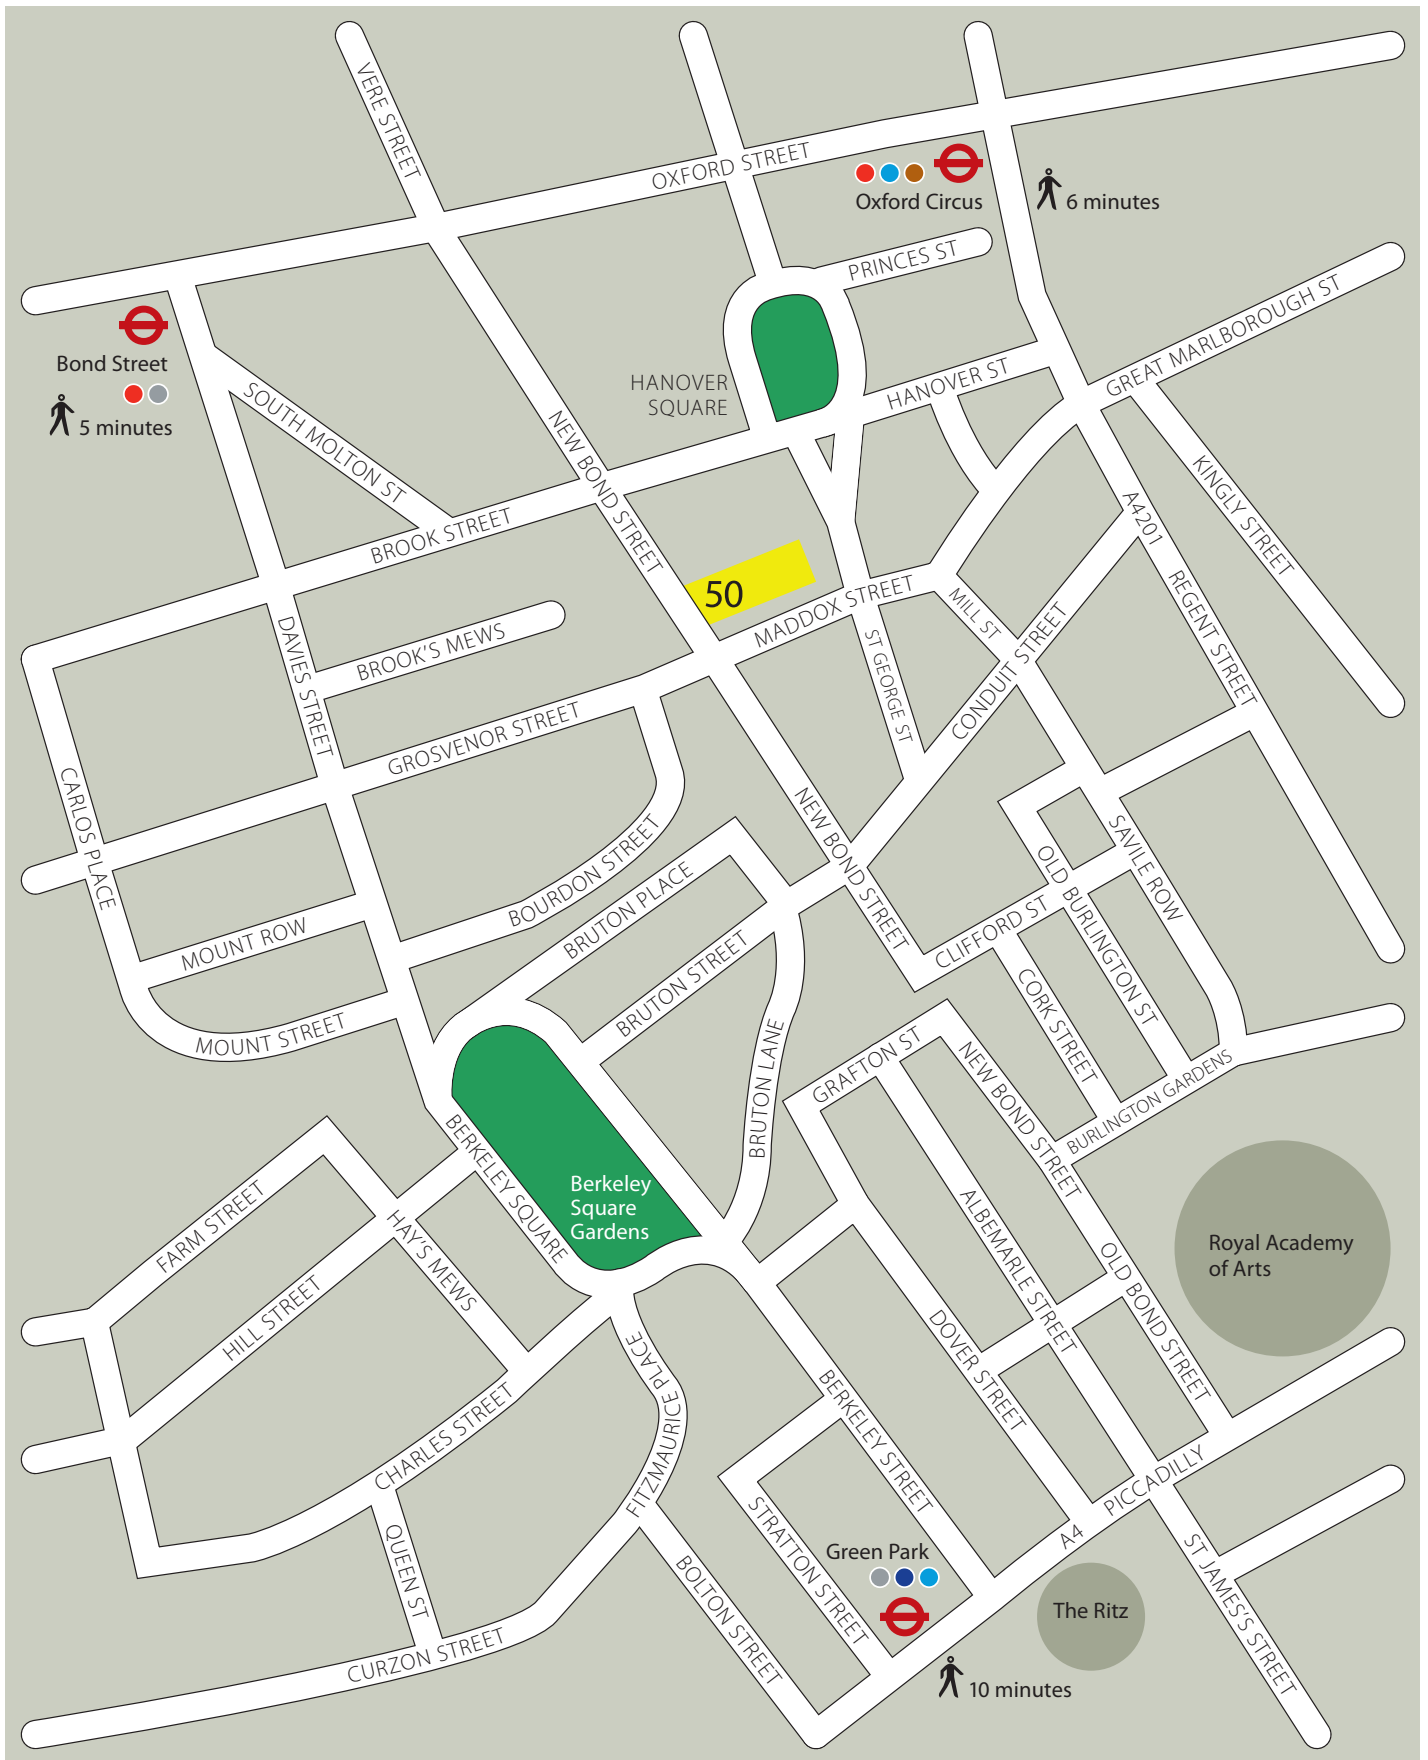 VERE STREET
OXFORD STREET
Oxford Circus
6 minutes
PRINCES ST
GREAT MARLBOROUGH ST
Bond Street
5 minutes
SOUTH MOLTON ST
HANOVER
SQUARE
HANOVER ST
NEW BOND STREET
BROOK STREET
KINGLY STREET
A4201
REGENT STREET
50
MADDOX STREET
MILL ST
ST GEORGE ST
CONDUIT STREET
DAVIES STREET
BROOK'S MEWS
GROSVENOR STREET
CARLOS PLACE
NEW BOND STREET
SAVILE ROW
OLD BURLINGTON ST
BOURDON STREET
BRUTON PLACE
MOUNT ROW
BRUTON STREET
CLIFFORD ST
CORK STREET
MOUNT STREET
BRUTON LANE
GRAFTON ST
NEW BOND STREET
BURLINGTON GARDENS
BERKELEY SQUARE
Berkeley
Square
Gardens
FARM STREET
HAY'S MEWS
HILL STREET
ALBEMARLE STREET
OLD BOND STREET
Royal Academy
of Arts
DOVER STREET
FITZMAURICE PLACE
BERKELEY STREET
CHARLES STREET
PICCADILLY
A4
STRATTON STREET
QUEEN ST
BOLTON STREET
Green Park
The Ritz
ST JAMES'S STREET
CURZON STREET
10 minutes